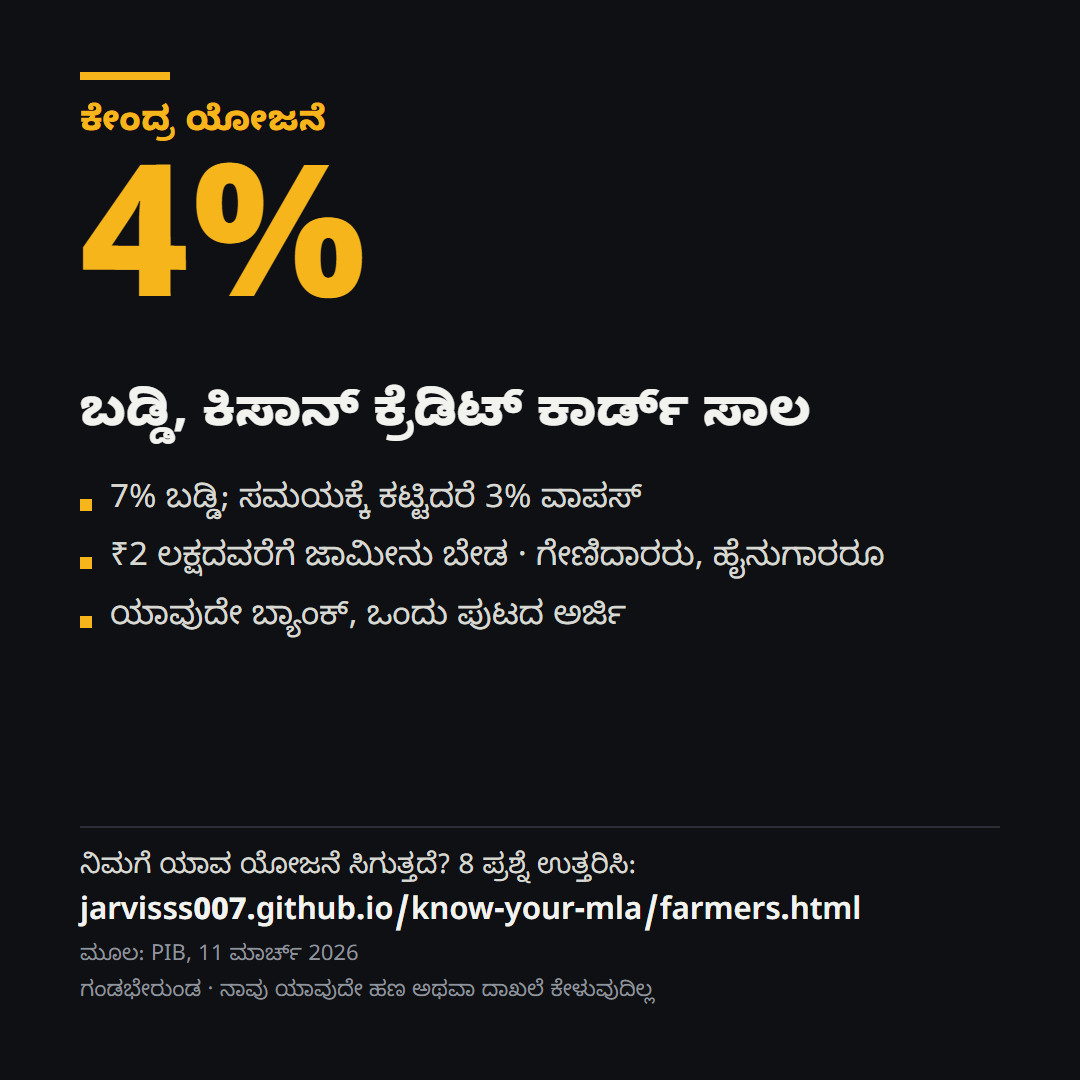 ಕೇಂದ್ರ ಯೋಜನೆ
4%
ಬಡ್ಡಿ, ಕಿಸಾನ್ ಕ್ರೆಡಿಟ್ ಕಾರ್ಡ್ ಸಾಲ
7% ಬಡ್ಡಿ; ಸಮಯಕ್ಕೆ ಕಟ್ಟಿದರೆ 3% ವಾಪಸ್
₹2 ಲಕ್ಷದವರೆಗೆ ಜಾಮೀನು ಬೇಡ · ಗೇಣಿದಾರರು, ಹೈನುಗಾರರೂ
ಯಾವುದೇ ಬ್ಯಾಂಕ್, ಒಂದು ಪುಟದ ಅರ್ಜಿ
ನಿಮಗೆ ಯಾವ ಯೋಜನೆ ಸಿಗುತ್ತದೆ? 8 ಪ್ರಶ್ನೆ ಉತ್ತರಿಸಿ:
jarvisss007.github.io/know-your-mla/farmers.html
ಮೂಲ: PIB, 11 ಮಾರ್ಚ್ 2026
ಗಂಡಭೇರುಂಡ · ನಾವು ಯಾವುದೇ ಹಣ ಅಥವಾ ದಾಖಲೆ ಕೇಳುವುದಿಲ್ಲ